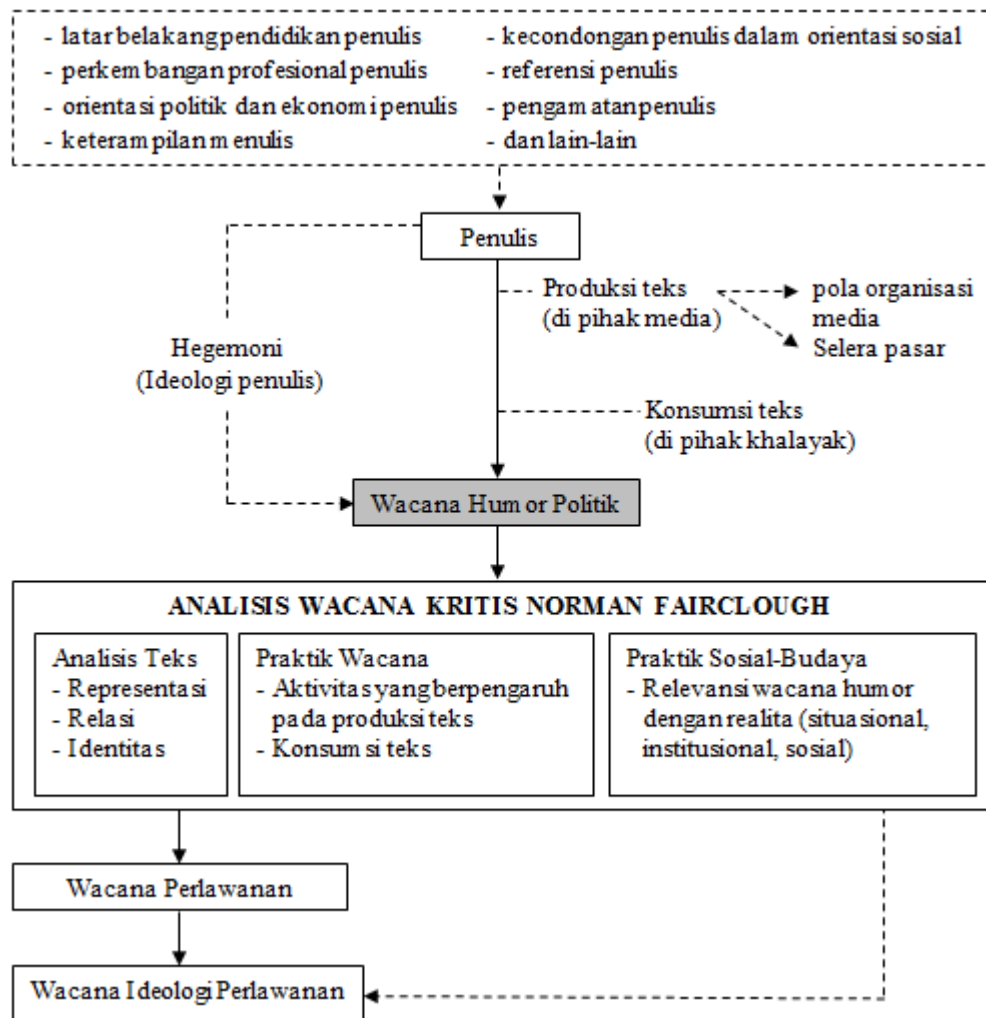 - latar belakang pendidikan penulis
- perkembangan profesional penulis
- orientasi politik dan ekonomi penulis
- keterampilan menulis
- kecondongan penulis dalam orientasi sosial
- referensi penulis
- pengamatan penulis
- dan lain-lain
Penulis
Produksi teks
(di pihak media)
pola organisasi
media
Selera pasar
Hegemoni
(Ideologi penulis)
Konsumsi teks
(di pihak khalayak)
Wacana Humor Politik
ANALISIS WACANA KRITIS NORMAN FAIRCLOUGH
Analisis Teks
- Representasi
- Relasi
- Identitas
Praktik Wacana
- Aktivitas yang berpengaruh
pada produksi teks
- Konsumsi teks
Praktik Sosial-Budaya
- Relevansi wacana humor
dengan realita (situasional,
institusional, sosial)
Wacana Perlawanan
Wacana Ideologi Perlawanan